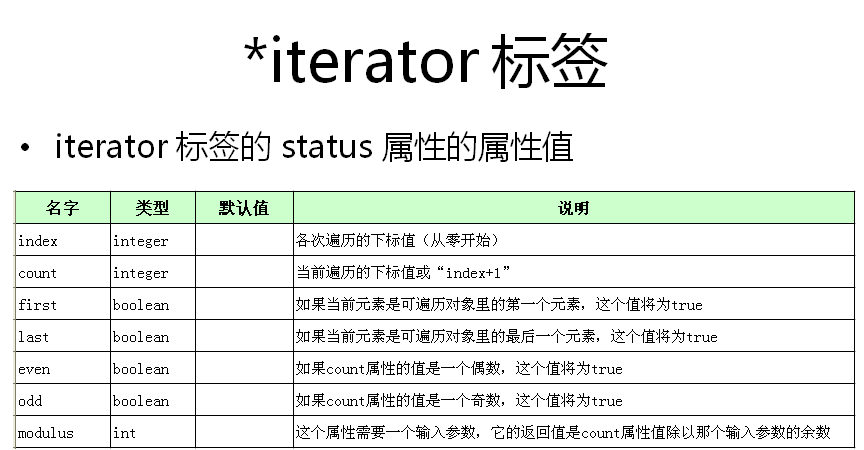 *iterator 标签
• iterator 标签的 status 属性的属性值
名字 类型 默认值 说明
index integer 各次遍历的下标值（从零开始）
count integer 当前遍历的下标值或“index+1”
first boolean 如果当前元素是可遍历对象里的第一个元素，这个值将为true
last boolean 如果当前元素是可遍历对象里的最后一个元素，这个值将为true
even boolean 如果count属性的值是一个偶数，这个值将为true
odd boolean 如果count属性的值是一个奇数，这个值将为true
modulus int 这个属性需要一个输入参数，它的返回值是count属性值除以那个输入参数的余数